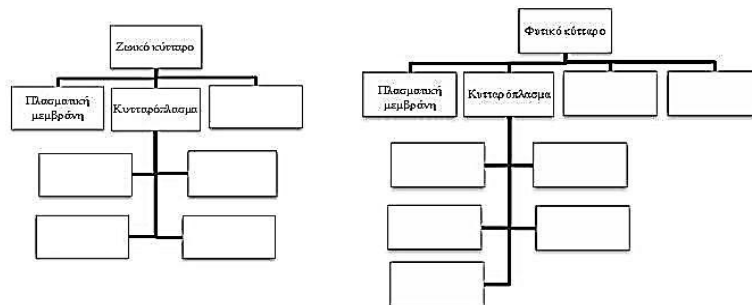 Ζωικό κύτταρο
Πλασματική
μεμβράνη
Κυτταρόπλασμα
Φυτικό κύτταρο
Πλασματική
μεμβράνη
Κυτταρόπλασμα